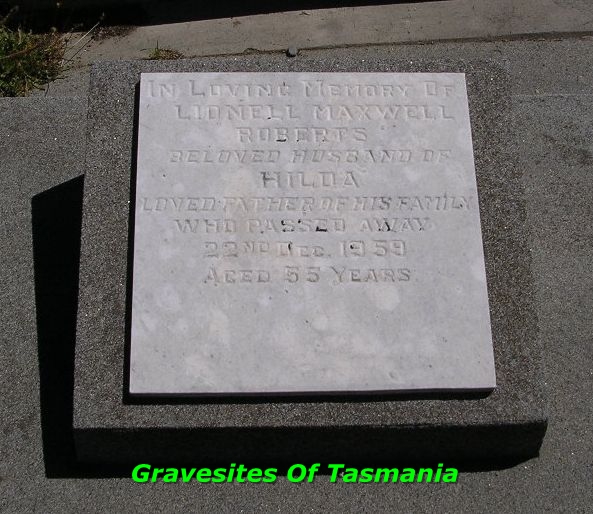 In Loving Memory Of
LIONELL MAXWELL
ROBERTS
BELOVED HUSBAND OF
HILDA
LOVED FATHER OF HIS FAMILY
WHO PASSED AWAY
22ND DEC. 1959
AGED 55 YEARS
Gravesites Of Tasmania